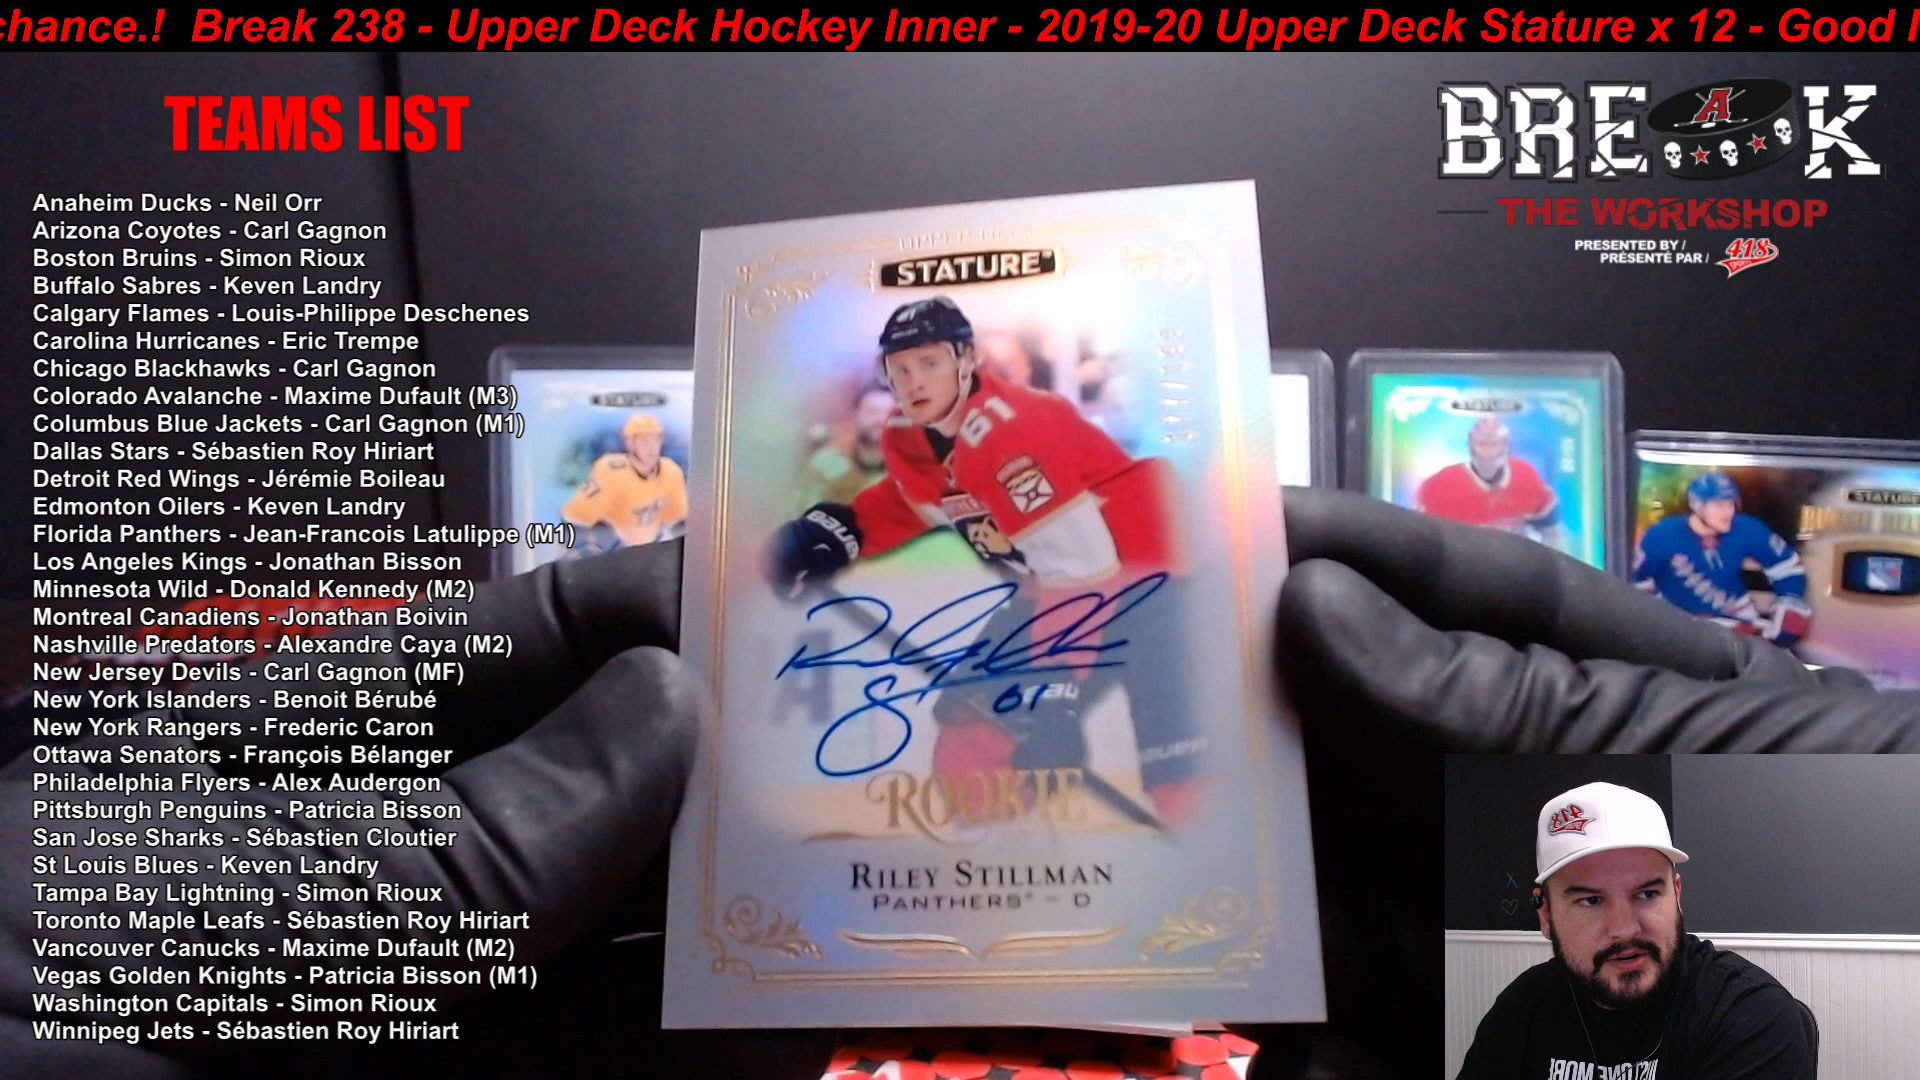 chance.! Break 238 - Upper Deck Hockey Inner - 2019-20 Upper Deck Stature x 12 - Good
TEAMS LIST
Anaheim Ducks - Neil Orr
Arizona Coyotes - Carl Gagnon
Boston Bruins - Simon Rioux
Buffalo Sabres - Keven Landry
Calgary Flames - Louis-Philippe Deschenes
Carolina Hurricanes - Eric Trempe
Chicago Blackhawks - Carl Gagnon
Colorado Avalanche - Maxime Dufault (M3)
Columbus Blue Jackets - Carl Gagnon (M1)
Dallas Stars - Sébastien Roy Hiriart
Detroit Red Wings - Jérémie Boileau
Edmonton Oilers - Keven Landry
Florida Panthers - Jean-Francois Latulippe (M1)
Los Angeles Kings - Jonathan Bisson
Minnesota Wild - Donald Kennedy (M2)
Montreal Canadiens - Jonathan Boivin
Nashville Predators - Alexandre Caya (M2)
New Jersey Devils - Carl Gagnon (MF)
New York Islanders - Benoit Bérubé
New York Rangers - Frederic Caron
Ottawa Senators - François Bélanger
Philadelphia Flyers - Alex Audergon
Pittsburgh Penguins - Patricia Bisson
San Jose Sharks - Sébastien Cloutier
St Louis Blues - Keven Landry
Tampa Bay Lightning - Simon Rioux
Toronto Maple Leafs - Sébastien Roy Hiriart
Vancouver Canucks - Maxime Dufault (M2)
Vegas Golden Knights - Patricia Bisson (M1)
Washington Capitals - Simon Rioux
Winnipeg Jets - Sébastien Roy Hiriart
UPPER DECK
STATURE
61
61
ROOKIE
RILEY STILLMAN
PANTHERS - D
STATURE
STATURE
STATURE
BREAK
THE WORKSHOP
PRESENTED BY /
PRÉSENTÉ PAR /
418
418